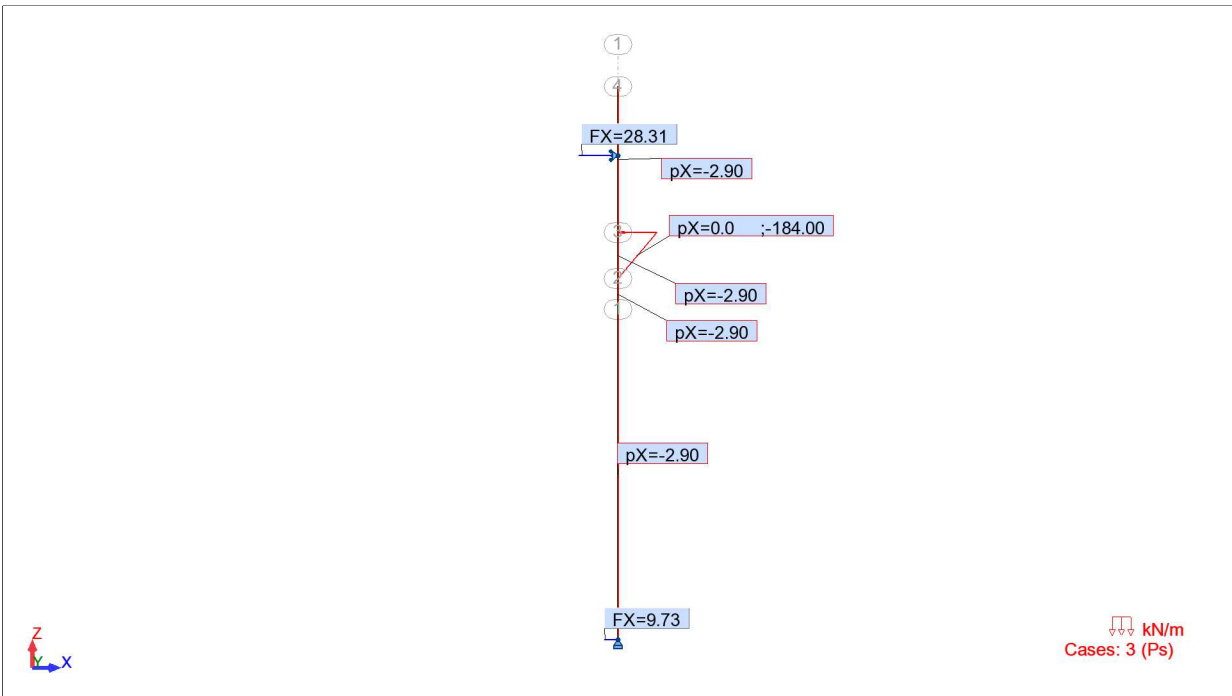 1
4
FX=28.31
pX=-2.90
3
pX=0.0 ;-184.00
2
pX=-2.90
1
pX=-2.90
pX=-2.90
FX=9.73
Z
Y
X
kN/m
Cases: 3 (Ps)